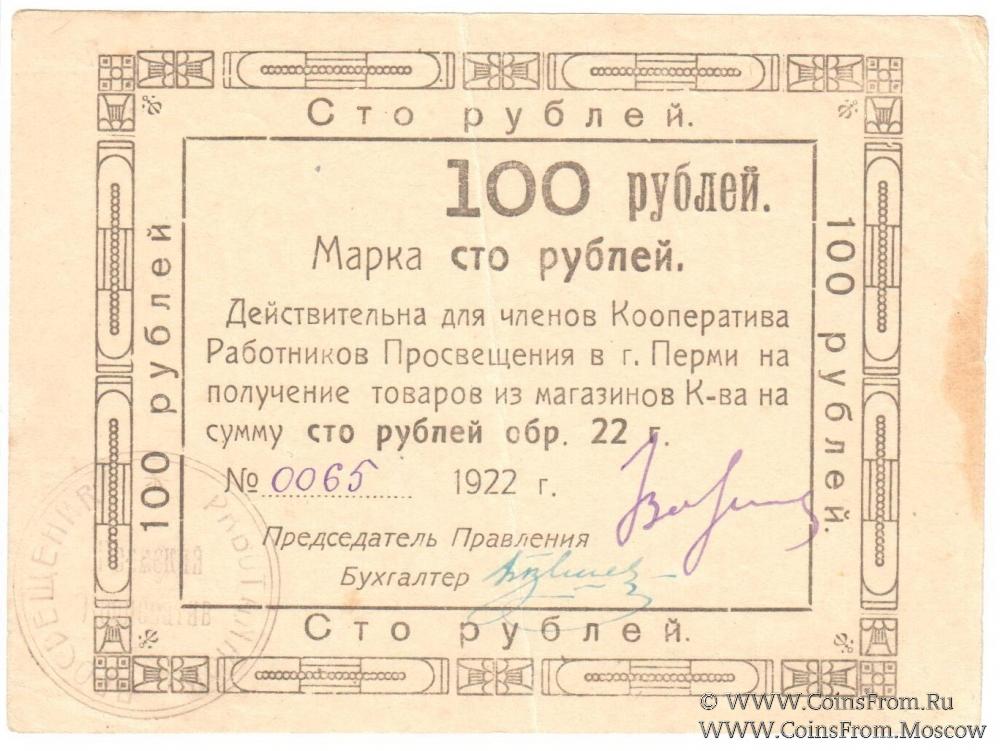 Сто рублей.
100 рублей
100 рублей.
100 рублей.
Марка сто рублей.
Действительна для членов Кооператива
Работников Просвещения в г. Перми на
получение товаров из магазинов К-ва на
сумму сто рублей обр. 22 г.
№ 0065 1922 г.
Председатель Правления
Бухгалтер
Сто рублей.
© WWW.CoinsFrom.Ru
WWW.CoinsFrom.Moscow